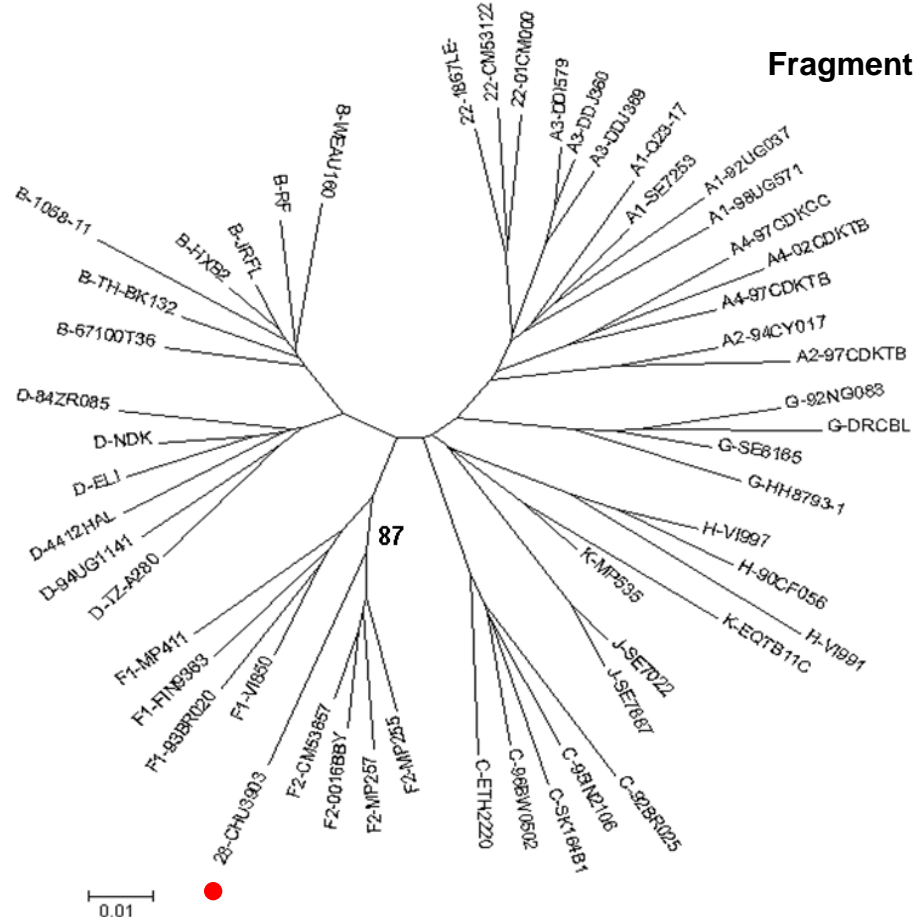 Fragment
22-1867LE-
22-CM53122
22-01CM000
A3-DDI579
A3-DDJ360
A3-DDJ369
A1-Q23-17
A1-SE7253
A1-92UG037
A1-98UG571
A4-97CDKCC
A4-02CDKTB
A4-97CDKTB
A2-94CY017
A2-97CDKTB
G-92NG083
G-DRCBL
G-SE6165
G-HH8793-1
H-VI997
H-90CF056
H-VI991
K-MP535
K-EQTB11C
J-SE7022
J-SE7887
C-92BR025
C-95IN2106
C-SK164B1
C-96BW0502
C-ETH2220
F2-MP255
F2-MP257
F2-0016BBY
F2-CM53657
28-CHU3903
F1-VI850
F1-93BR020
F1-FIN9363
F1-MP411
87
D-TZ-A280
D-94UG1141
D-4412HAL
D-ELI
D-NDK
D-84ZR085
B-67100T36
B-TH-BK132
B-1058-11
B-HXB2
B-JRFL
B-RF
B-WEAU160
0.01